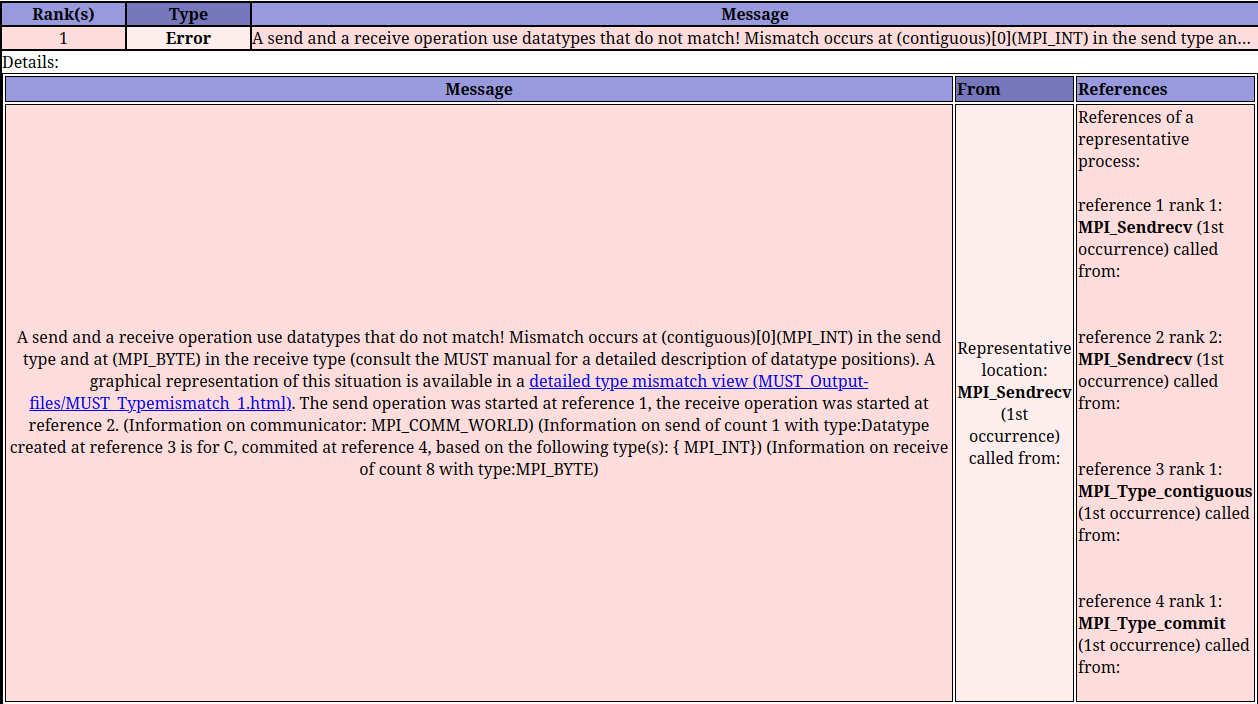 Rank(s) Type Message
1 Error A send and a receive operation use datatypes that do not match! Mismatch occurs at (contiguous)[0](MPI_INT) in the send type an...
Details:
Message From References
A send and a receive operation use datatypes that do not match! Mismatch occurs at (contiguous)[0](MPI_INT) in the send
type and at (MPI_BYTE) in the receive type (consult the MUST manual for a detailed description of datatype positions). A
graphical representation of this situation is available in a detailed type mismatch view (MUST_Output-
files/MUST_Typemismatch_1.html). The send operation was started at reference 1, the receive operation was started at
reference 2. (Information on communicator: MPI_COMM_WORLD) (Information on send of count 1 with type:Datatype
created at reference 3 is for C, commited at reference 4, based on the following type(s): { MPI_INT}) (Information on receive
of count 8 with type:MPI_BYTE)
Representative
location:
MPI_Sendrecv
(1st
occurrence)
called from:
References of a
representative
process:
reference 1 rank 1:
MPI_Sendrecv (1st
occurrence) called
from:
reference 2 rank 2:
MPI_Sendrecv (1st
occurrence) called
from:
reference 3 rank 1:
MPI_Type_contiguous
(1st occurrence) called
from:
reference 4 rank 1:
MPI_Type_commit
(1st occurrence) called
from: